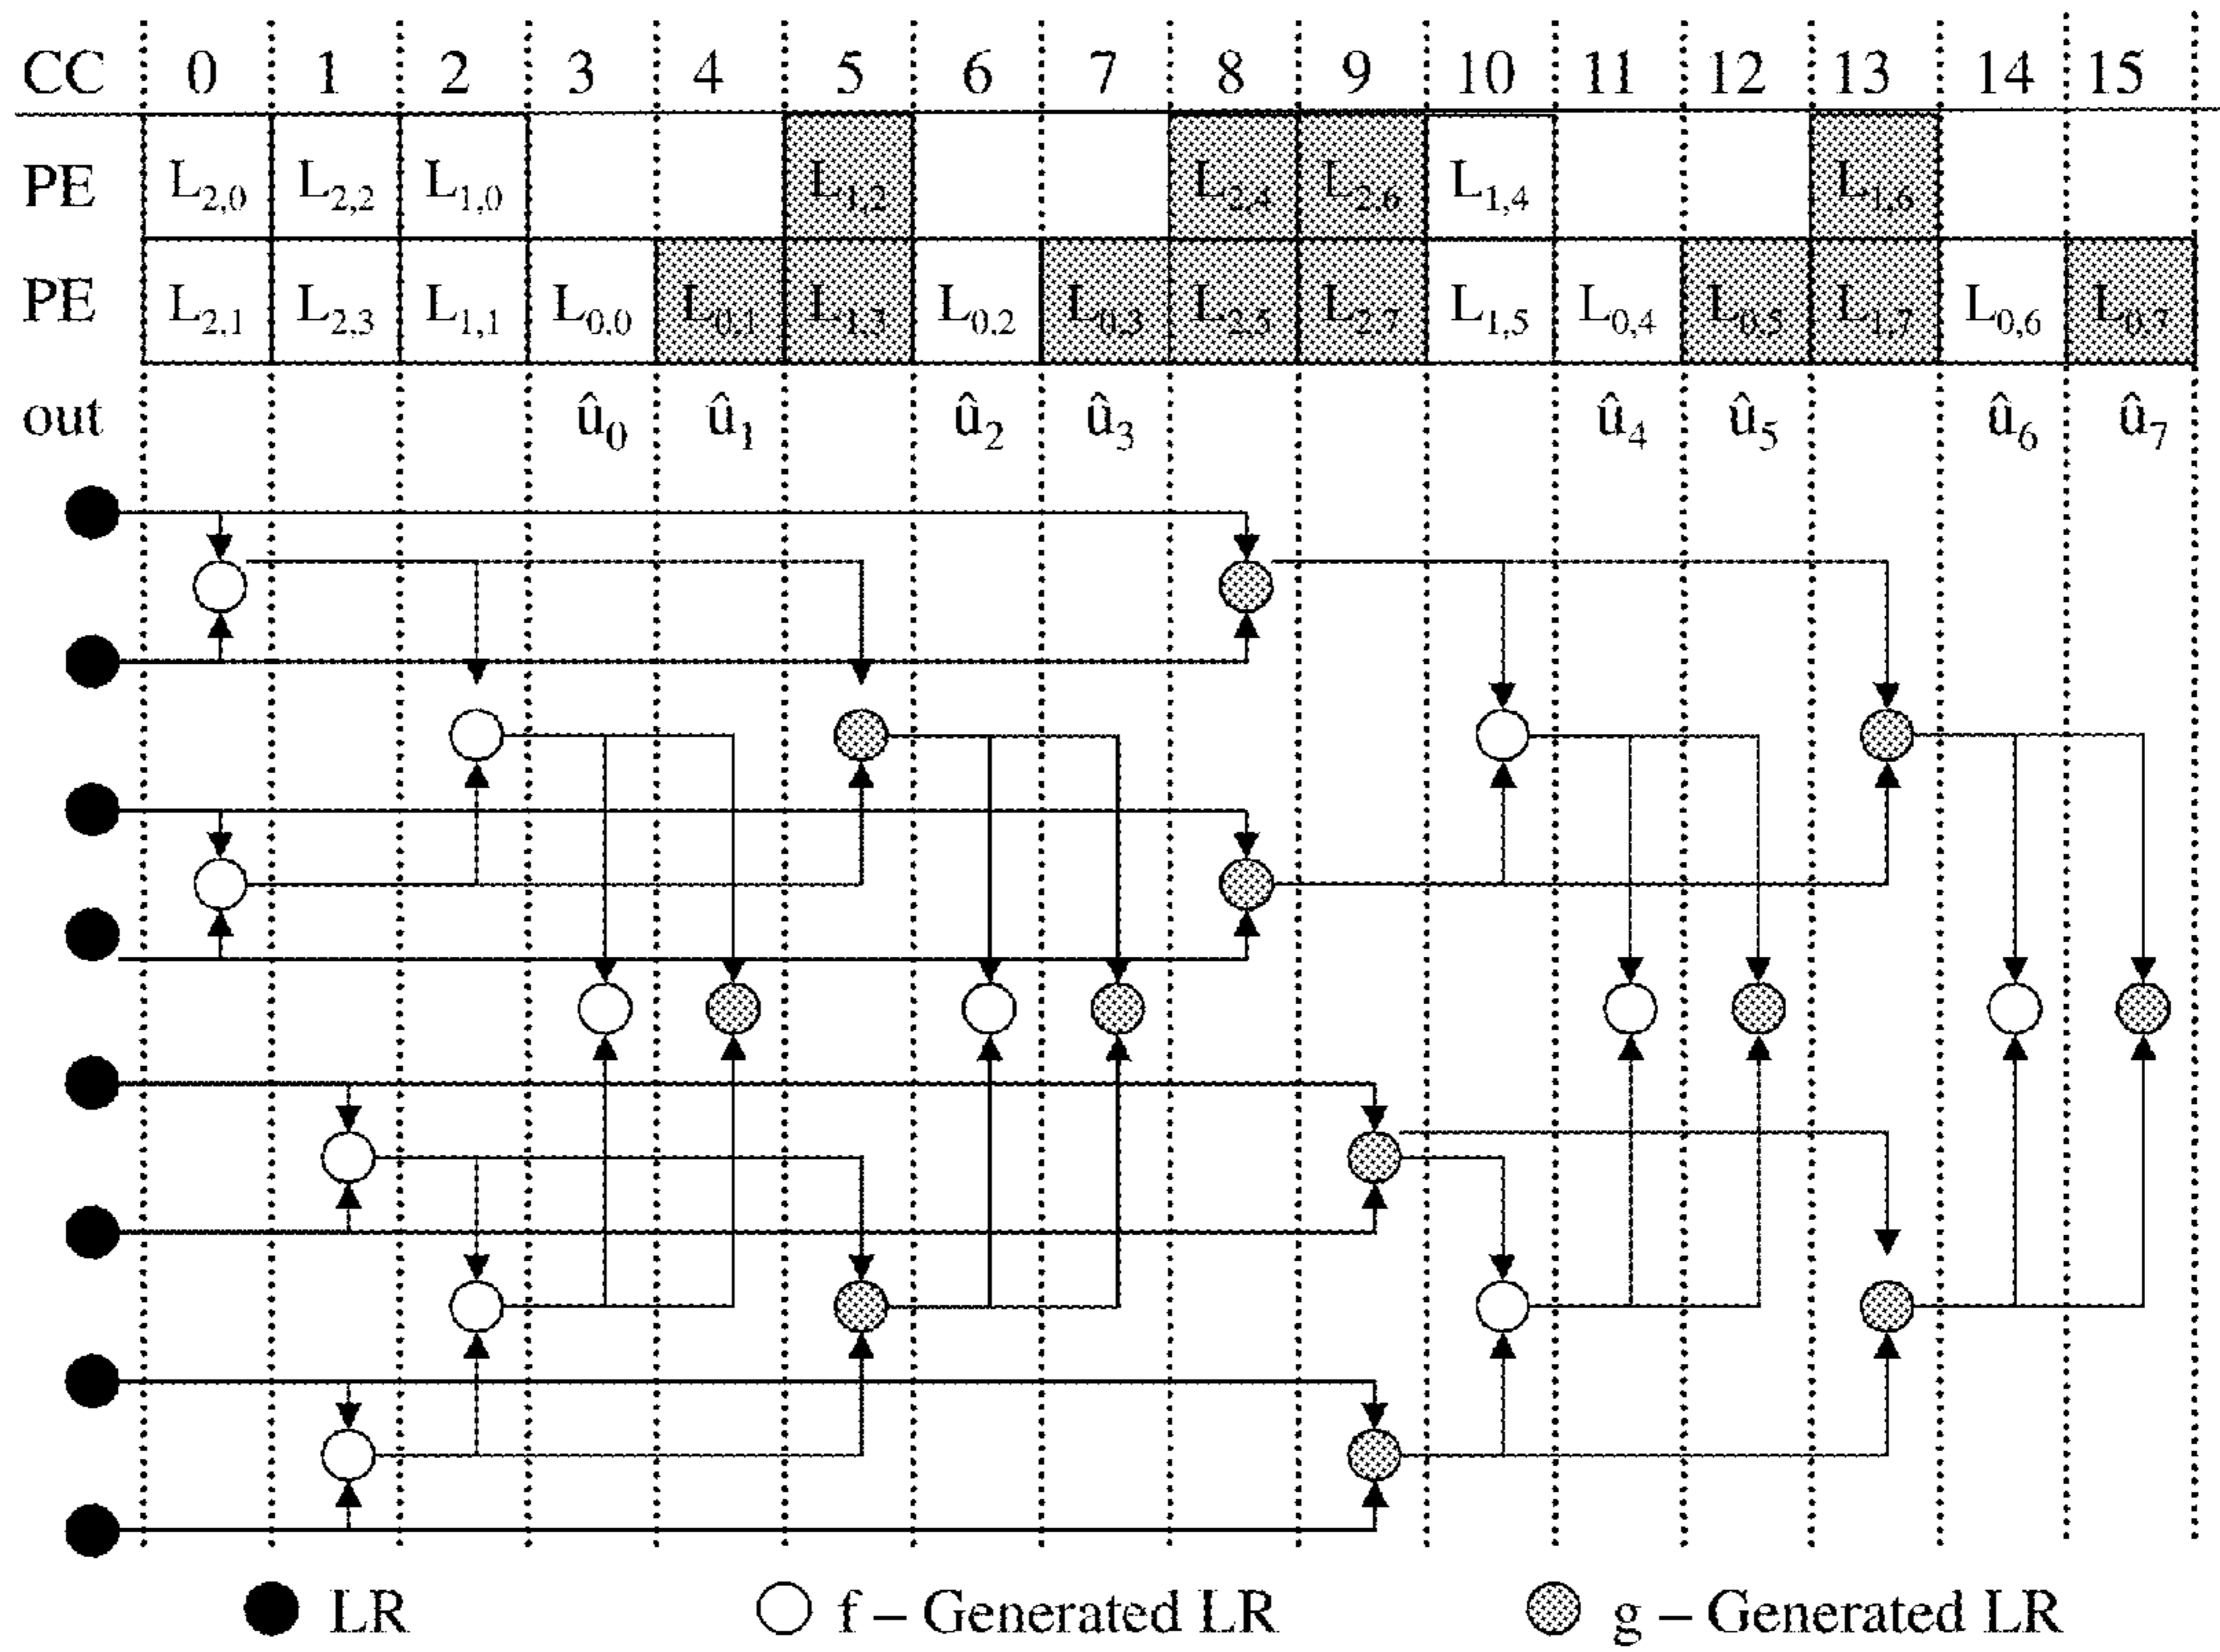 CC 0 1 2 3 4 5 6 7 8 9 10 11 12 13 14 15
PE L2,0 L2,2 L1,0 L1,2 L2,4 L2,6 L1,4 L1,6
PE L2,1 L2,3 L1,1 L0,0 L0,1 L1,3 L0,2 L0,3 L2,5 L2,7 L1,5 L0,4 L0,5 L1,7 L0,6 L0,7
out û0 û1 û2 û3 û4 û5 û6 û7
LR f – Generated LR g – Generated LR